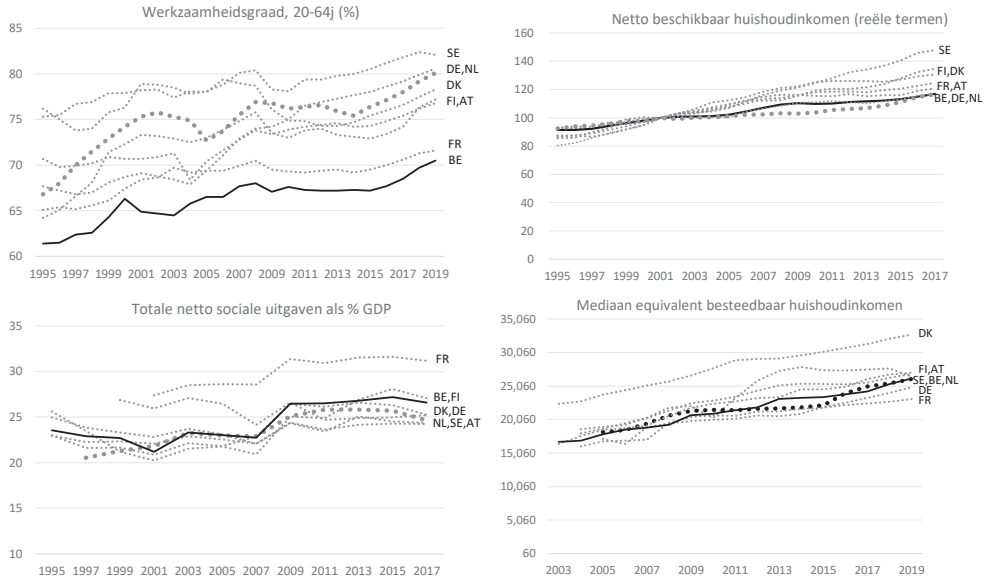 Werkzaamheidsgraad, 20-64j (%)
85
80
75
70
65
60
SE
DE,NL
DK
FI,AT
FR
BE
1995 1997 1999 2001 2003 2005 2007 2009 2011 2013 2015 2017 2019
Netto beschikbaar huishoudinkomen (reële termen)
160
140
120
100
80
60
40
20
0
SE
FI,DK
FR,AT
BE,DE,NL
1995 1997 1999 2001 2003 2005 2007 2009 2011 2013 2015 2017
Totale netto sociale uitgaven als % GDP
35
30
25
20
15
10
FR
BE,FI
DK,DE
NL,SE,AT
1995 1997 1999 2001 2003 2005 2007 2009 2011 2013 2015 2017
Mediaan equivalent besteedbaar huishoudinkomen
35,060
30,060
25,060
20,060
15,060
10,060
5,060
60
DK
FI,AT
SE,BE,NL
DE
FR
2003 2005 2007 2009 2011 2013 2015 2017 2019